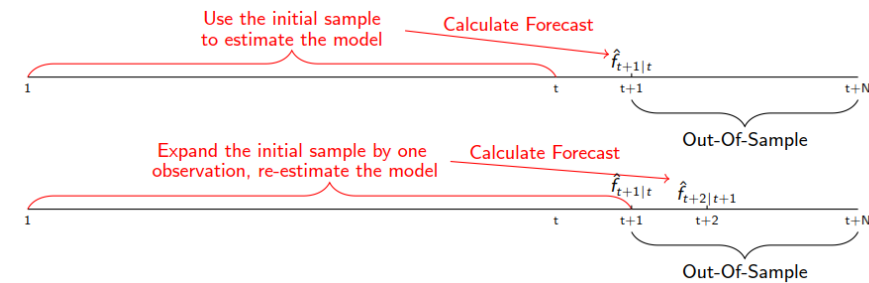 Use the initial sample
to estimate the model
Calculate Forecast
f̂t+1|t
1
t
t+1
t+N
Out-Of-Sample
Expand the initial sample by one
observation, re-estimate the model
Calculate Forecast
f̂t+1|t
f̂t+2|t+1
1
t
t+1
t+2
t+N
Out-Of-Sample